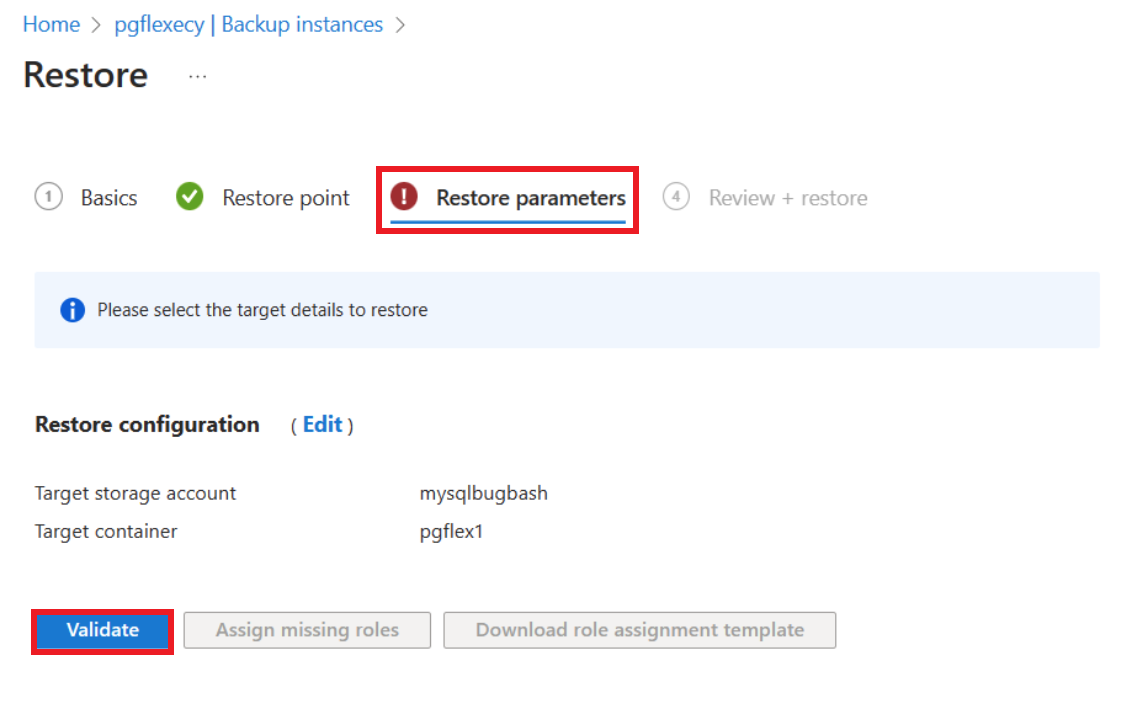 Home > pgflexecy | Backup instances >
Restore ...
1 Basics Restore point ! Restore parameters 4 Review + restore
i Please select the target details to restore
Restore configuration ( Edit )
Target storage account mysqlbugbash
Target container pgflex1
Validate Assign missing roles Download role assignment template